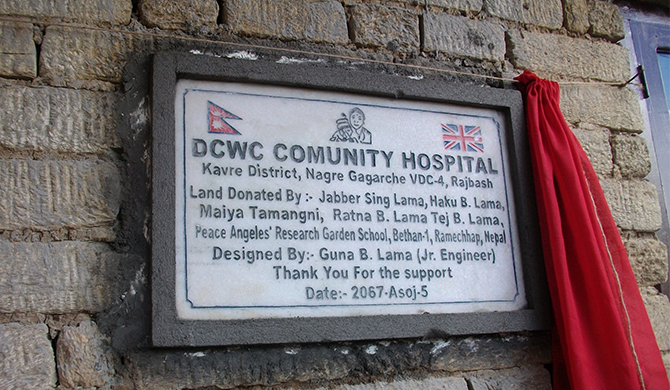 DCWC COMUNITY HOSPITAL
Kavre District, Nagre Gagarche VDC-4, Rajbash
Land Donated By :- Jabber Sing Lama, Haku B. Lama,
Maiya Tamangni, Ratna B. Lama Tej B. Lama,
Peace Angeles' Research Garden School, Bethan-1, Ramechhap, Nepal
Designed By:- Guna B. Lama (Jr. Engineer)
Thank You For the support
Date:- 2067-Asoj-5